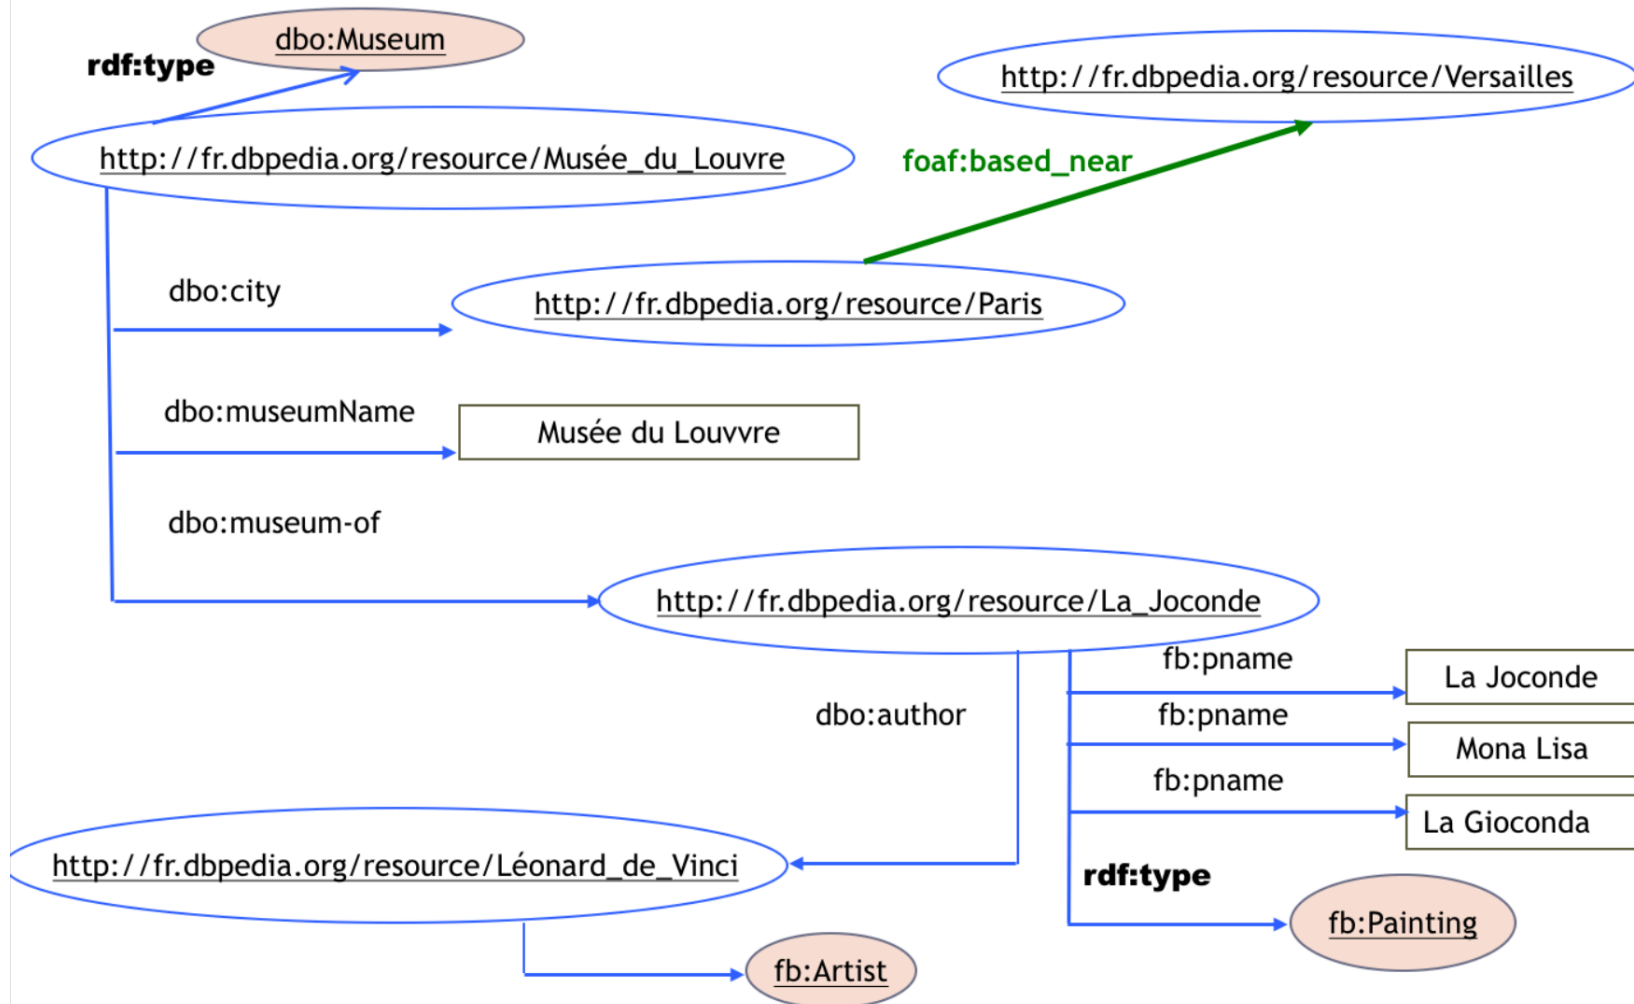 dbo:Museum
rdf:type
http://fr.dbpedia.org/resource/Versailles
http://fr.dbpedia.org/resource/Musée_du_Louvre
foaf:based_near
dbo:city
http://fr.dbpedia.org/resource/Paris
dbo:museumName
Musée du Louvvre
dbo:museum-of
http://fr.dbpedia.org/resource/La_Joconde
fb:pname
La Joconde
dbo:author
fb:pname
Mona Lisa
fb:pname
La Gioconda
http://fr.dbpedia.org/resource/Léonard_de_Vinci
rdf:type
fb:Painting
fb:Artist